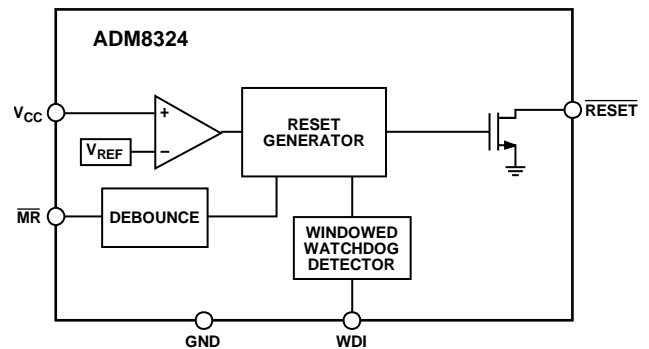 ADM8324
VCC
+
VREF
–
RESET
GENERATOR
RESET
MR
DEBOUNCE
WINDOWED
WATCHDOG
DETECTOR
GND
WDI